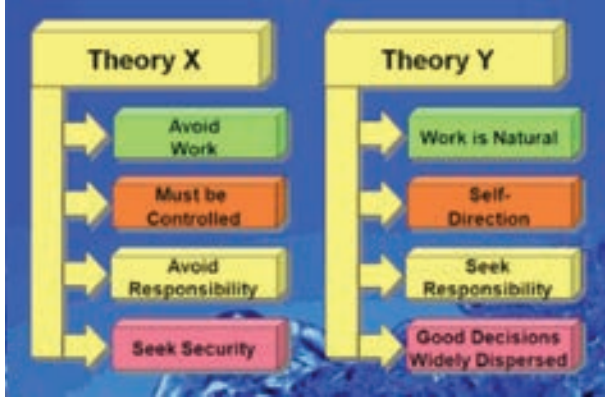 Theory X
Avoid
Work
Must be
Controlled
Avoid
Responsibility
Seek Security
Theory Y
Work is Natural
Self-
Direction
Seek
Responsibility
Good Decisions
Widely Dispersed